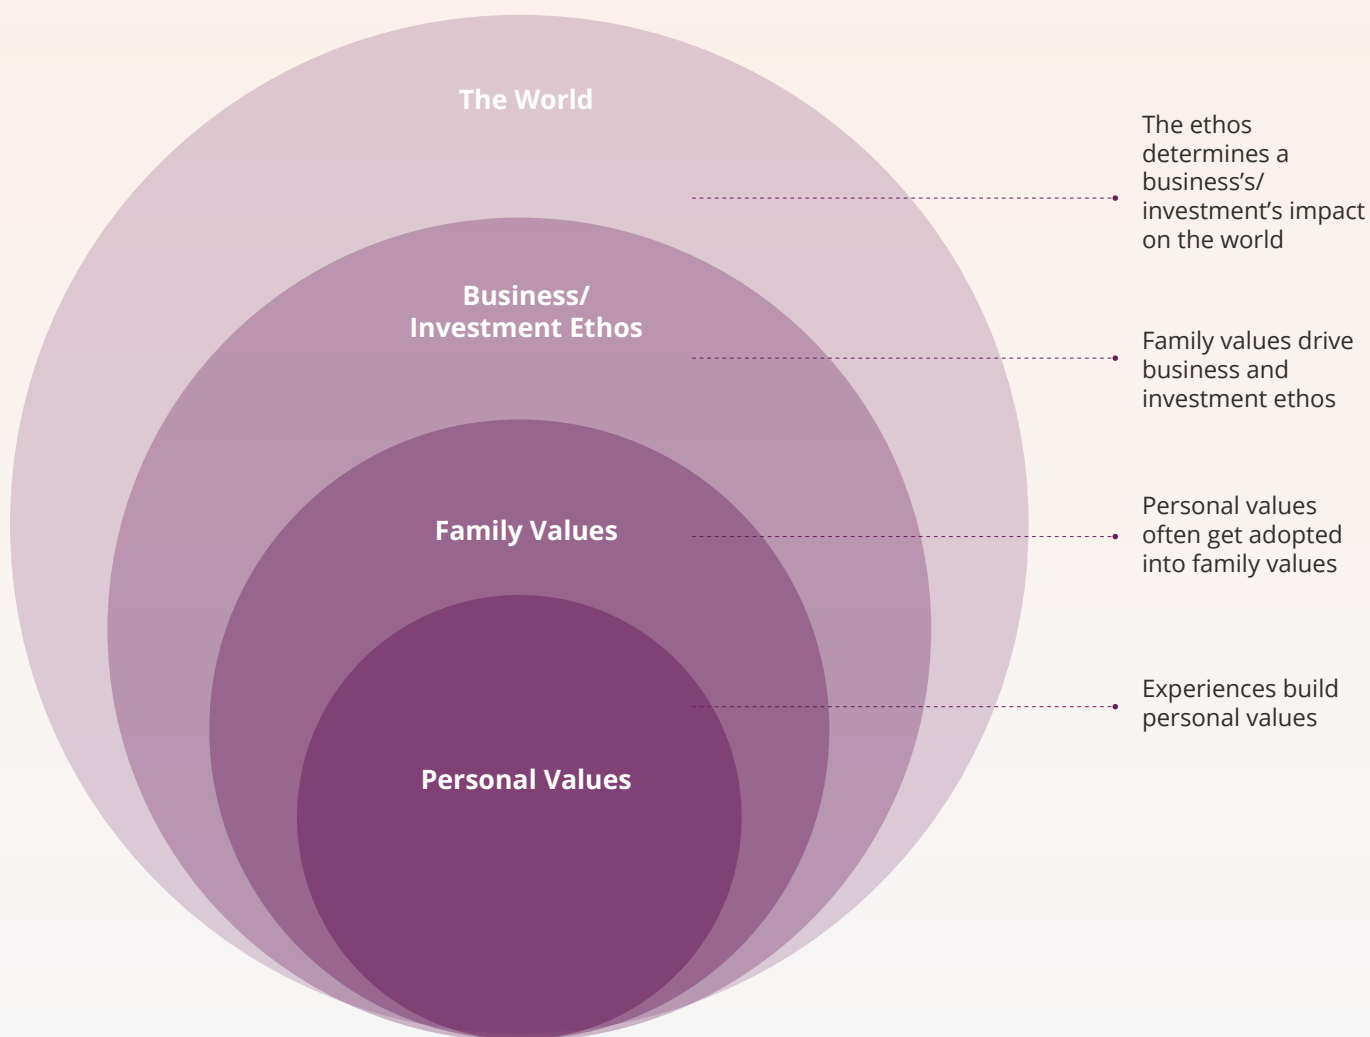 The World
The ethos
determines a
business’s/
investment’s impact
on the world
Business/
Investment Ethos
Family values drive
business and
investment ethos
Family Values
Personal values
often get adopted
into family values
Personal Values
Experiences build
personal values